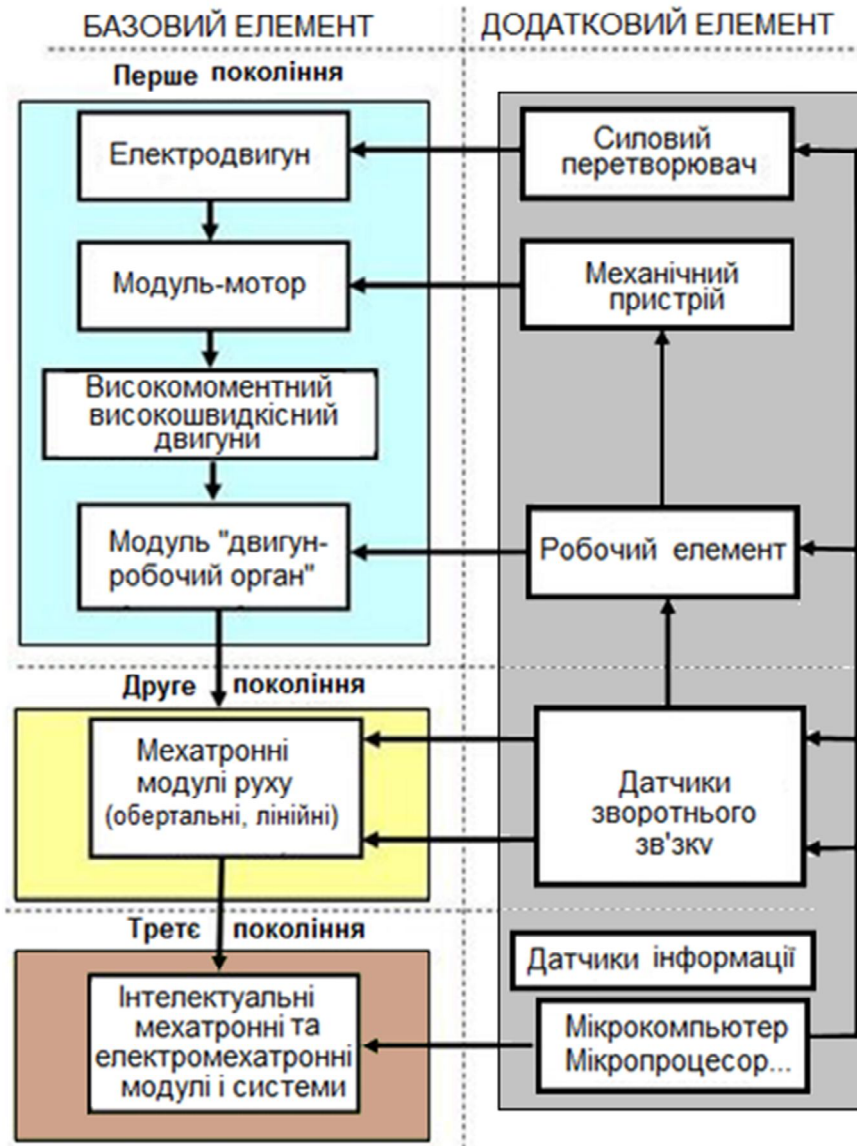 БАЗОВИЙ ЕЛЕМЕНТ
ДОДАТКОВИЙ ЕЛЕМЕНТ
Перше покоління
Електродвигун
Силовий
перетворювач
Модуль-мотор
Механічний
пристрій
Високомоментний
високошвидкісний
двигуни
Модуль "двигун-
робочий орган"
Робочий елемент
Друге покоління
Мехатронні
модулі руху
(обертальні, лінійні)
Датчики
зворотнього
зв'зку
Третє покоління
Датчики інформації
Інтелектуальні
мехатронні та
електромехатронні
модулі і системи
Мікрокомпьютер
Мікропроцесор...